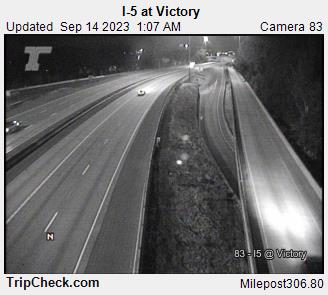 I-5 at Victory
Updated Sep 14 2023 1:07 AM Camera 83
T
N
83 - I5 @ Victory
TripCheck.com Milepost306.80